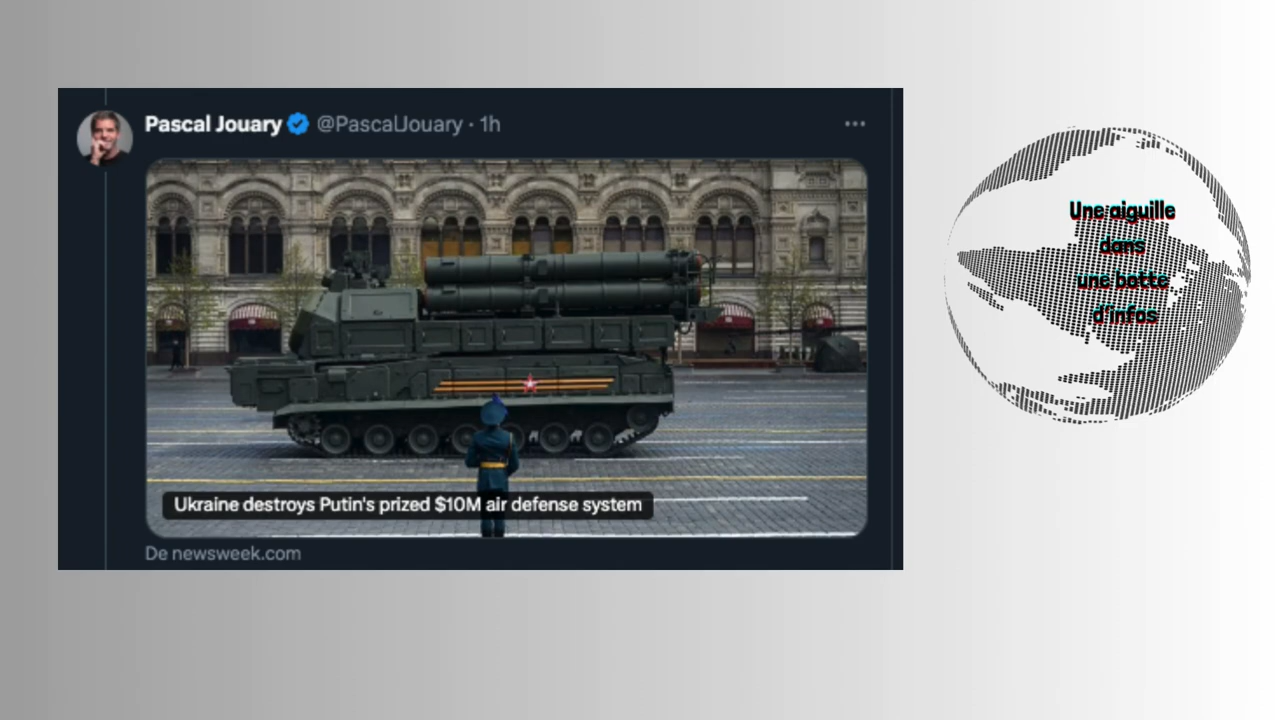 Pascal Jouary @PascalJouary · 1h
Ukraine destroys Putin's prized $10M air defense system
De newsweek.com
Une aiguille
dans
une botte
d'infos